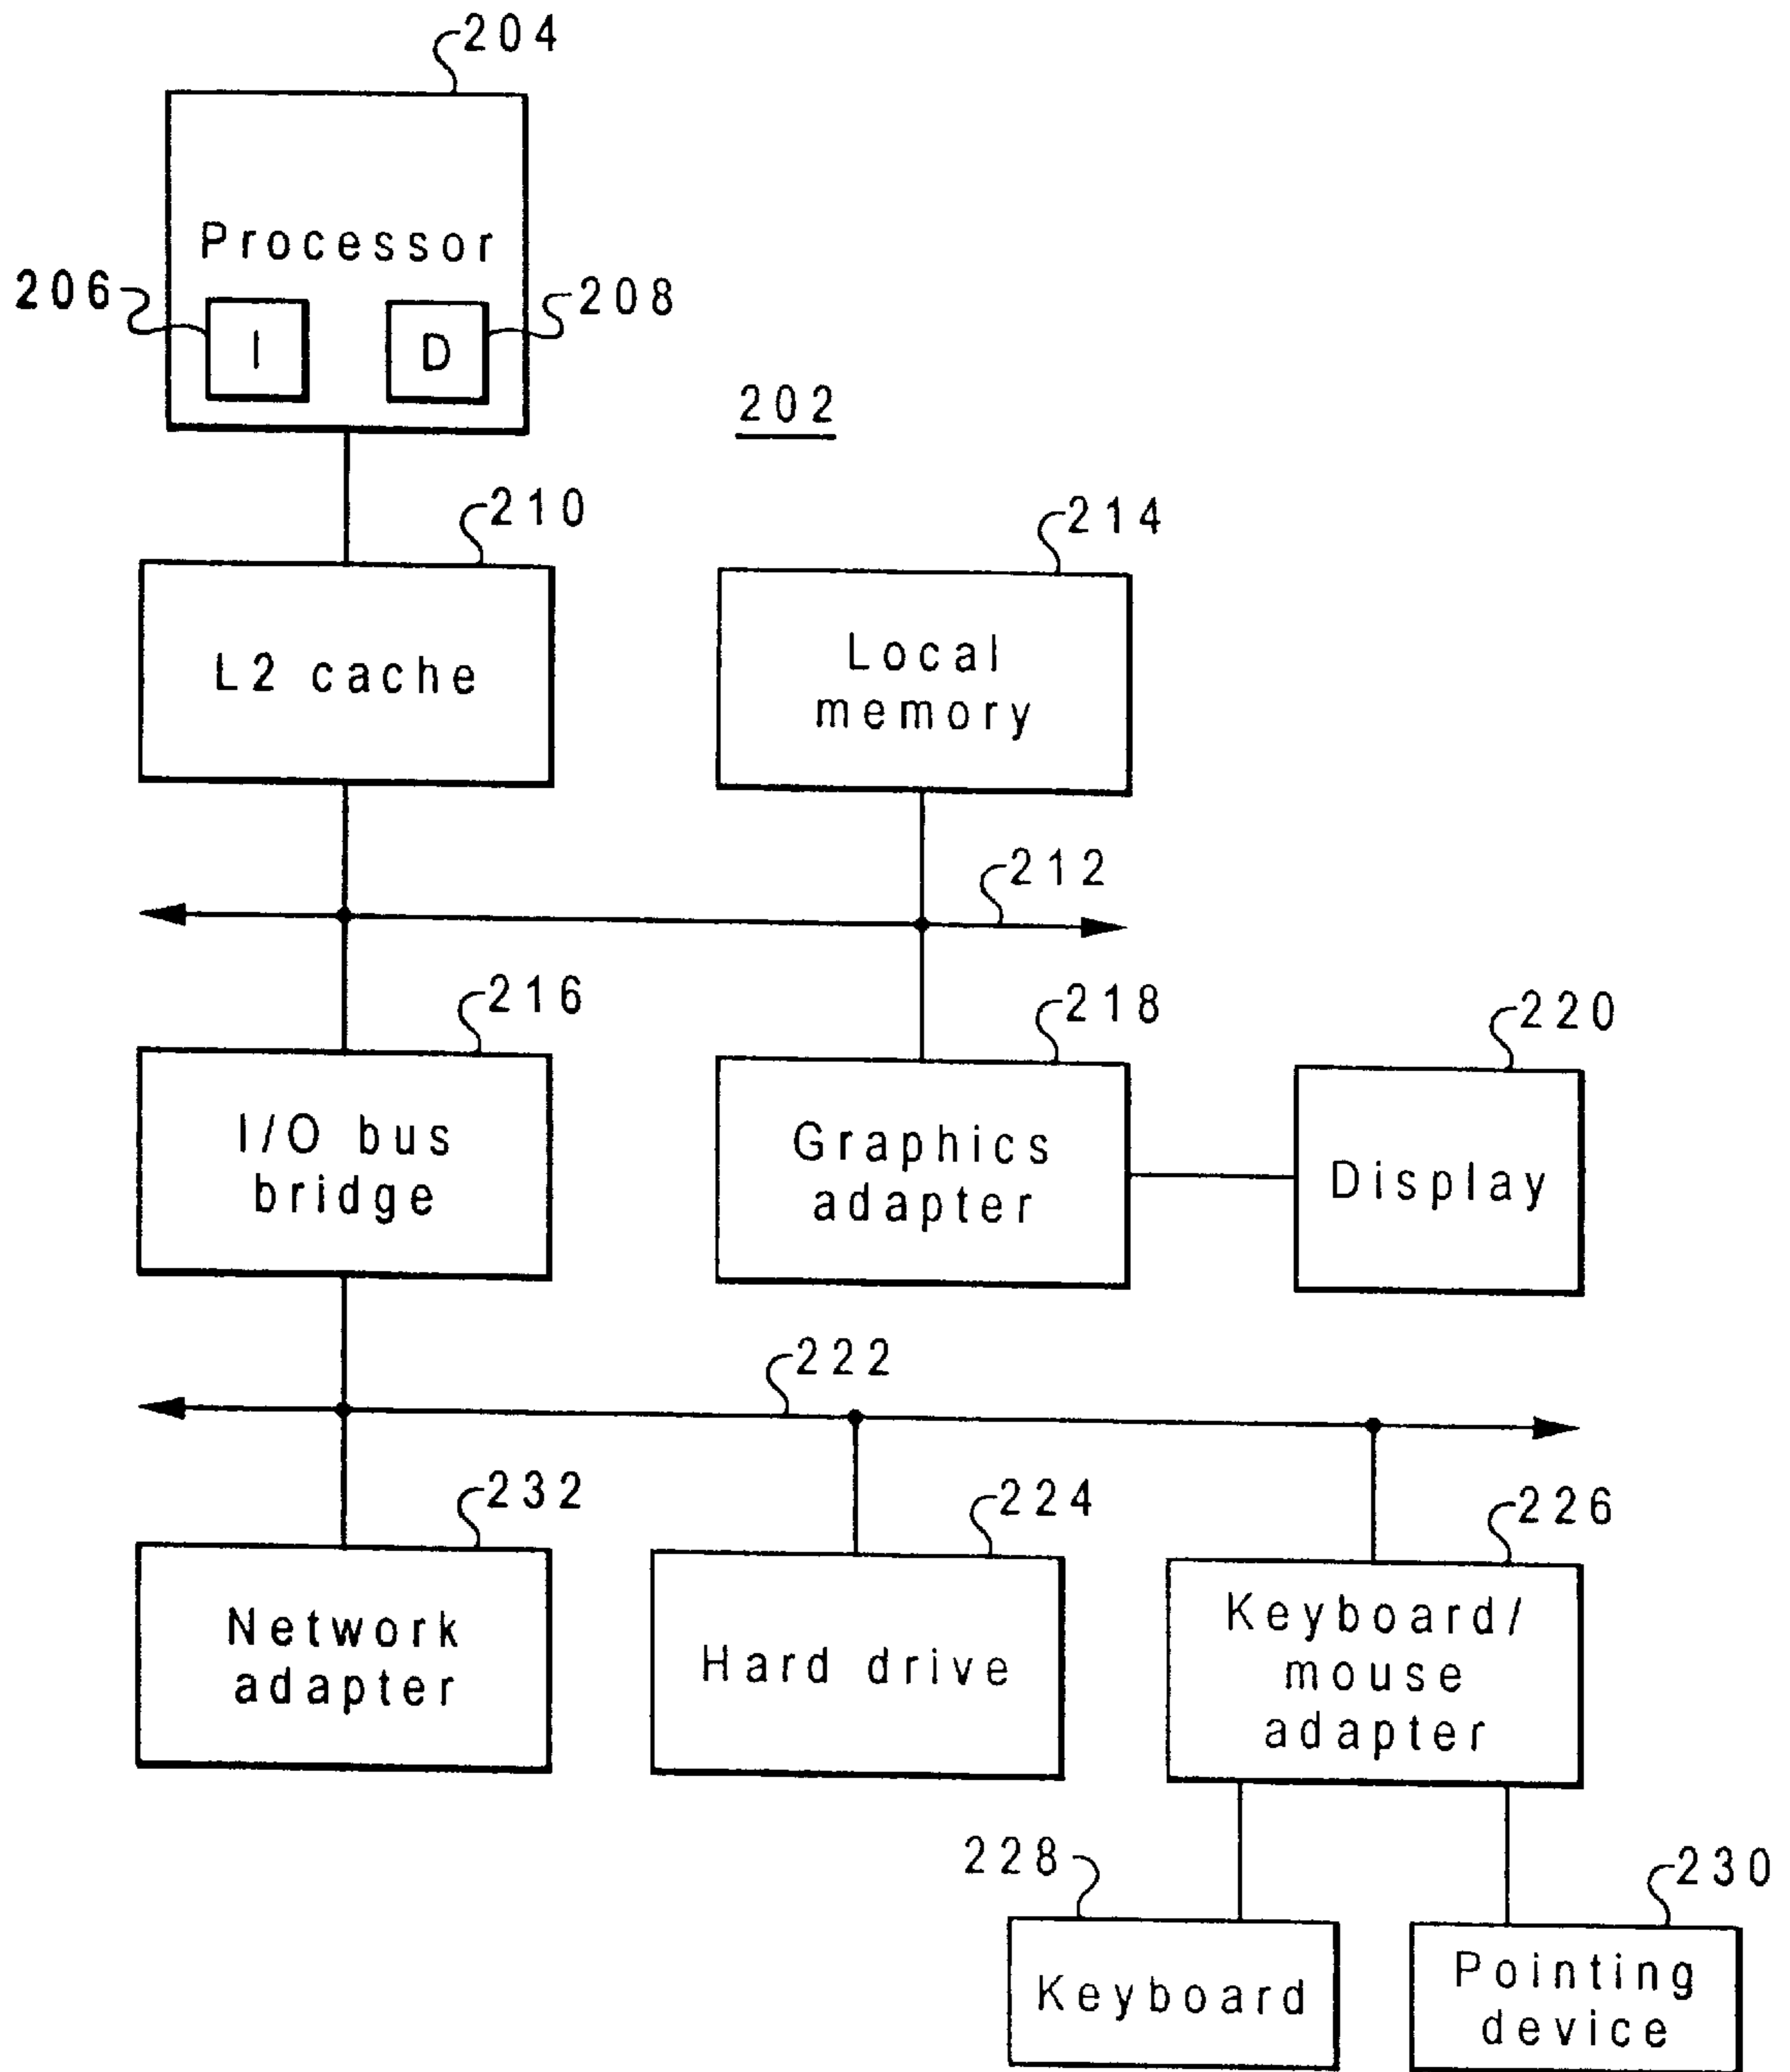 204
Processor
206
208
I
D
202
210
214
L2 cache
Local
memory
212
216
218
220
I/O bus
bridge
Graphics
adapter
Display
222
232
224
226
Network
adapter
Hard drive
Keyboard/
mouse
adapter
228
230
Keyboard
Pointing
device